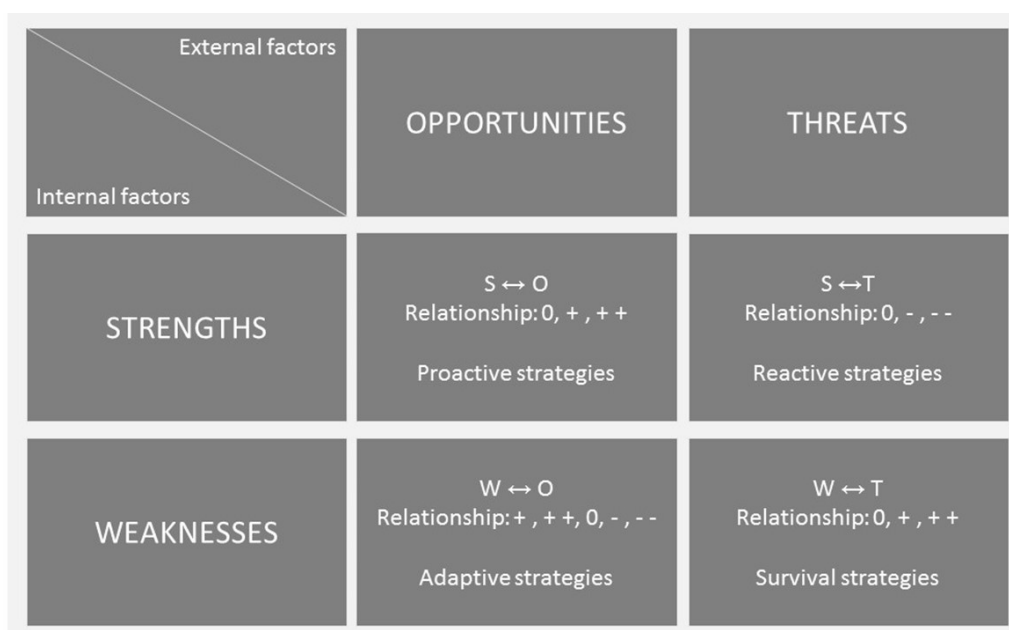 External factors
Internal factors
OPPORTUNITIES
THREATS
STRENGTHS
S ↔ O
Relationship: 0, + , + +
Proactive strategies
S ↔T
Relationship: 0, - , - -
Reactive strategies
WEAKNESSES
W ↔ O
Relationship: + , + +, 0, - , - -
Adaptive strategies
W ↔ T
Relationship: 0, + , + +
Survival strategies